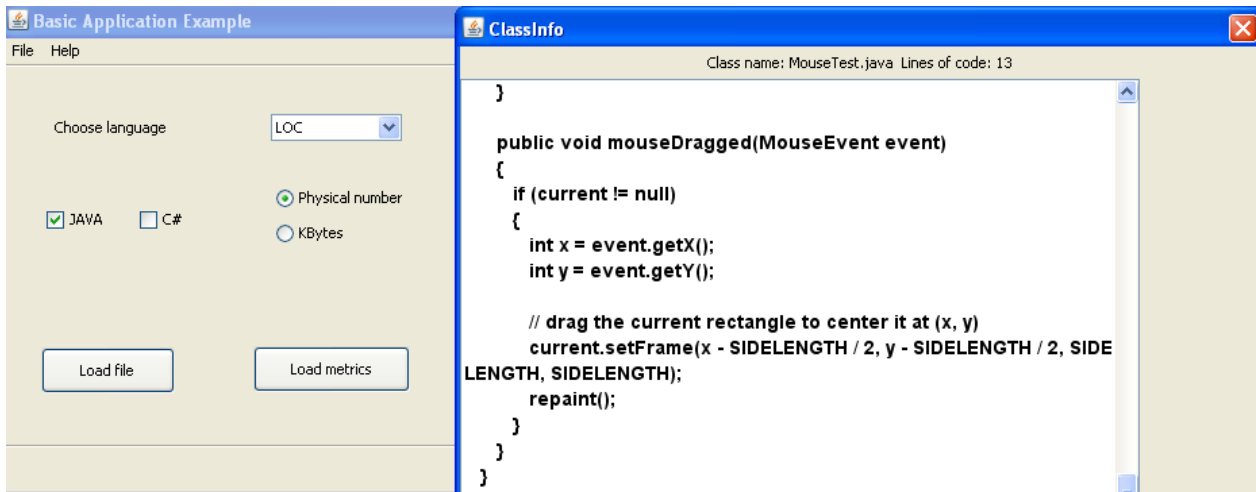 Basic Application Example
File Help
Choose language
LOC
JAVA
C#
Physical number
KBytes
Load file
Load metrics
ClassInfo
Class name: MouseTest.java Lines of code: 13
}
public void mouseDragged(MouseEvent event)
{
if (current != null)
{
int x = event.getX();
int y = event.getY();
// drag the current rectangle to center it at (x, y)
current.setFrame(x - SIDELENGTH / 2, y - SIDELENGTH / 2, SIDE
LENGTH, SIDELENGTH);
repaint();
}
}
}